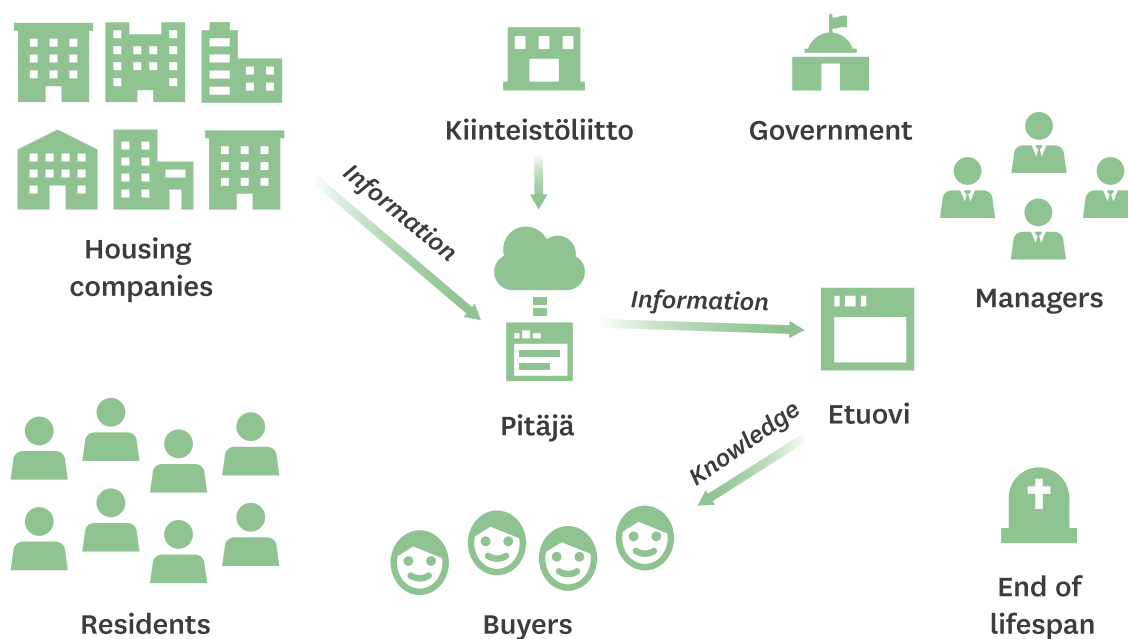 Kiinteistöliitto
Government
Information
Housing
companies
Information
Managers
Pitäjä
Etuovi
Knowledge
Residents
Buyers
End of
lifespan